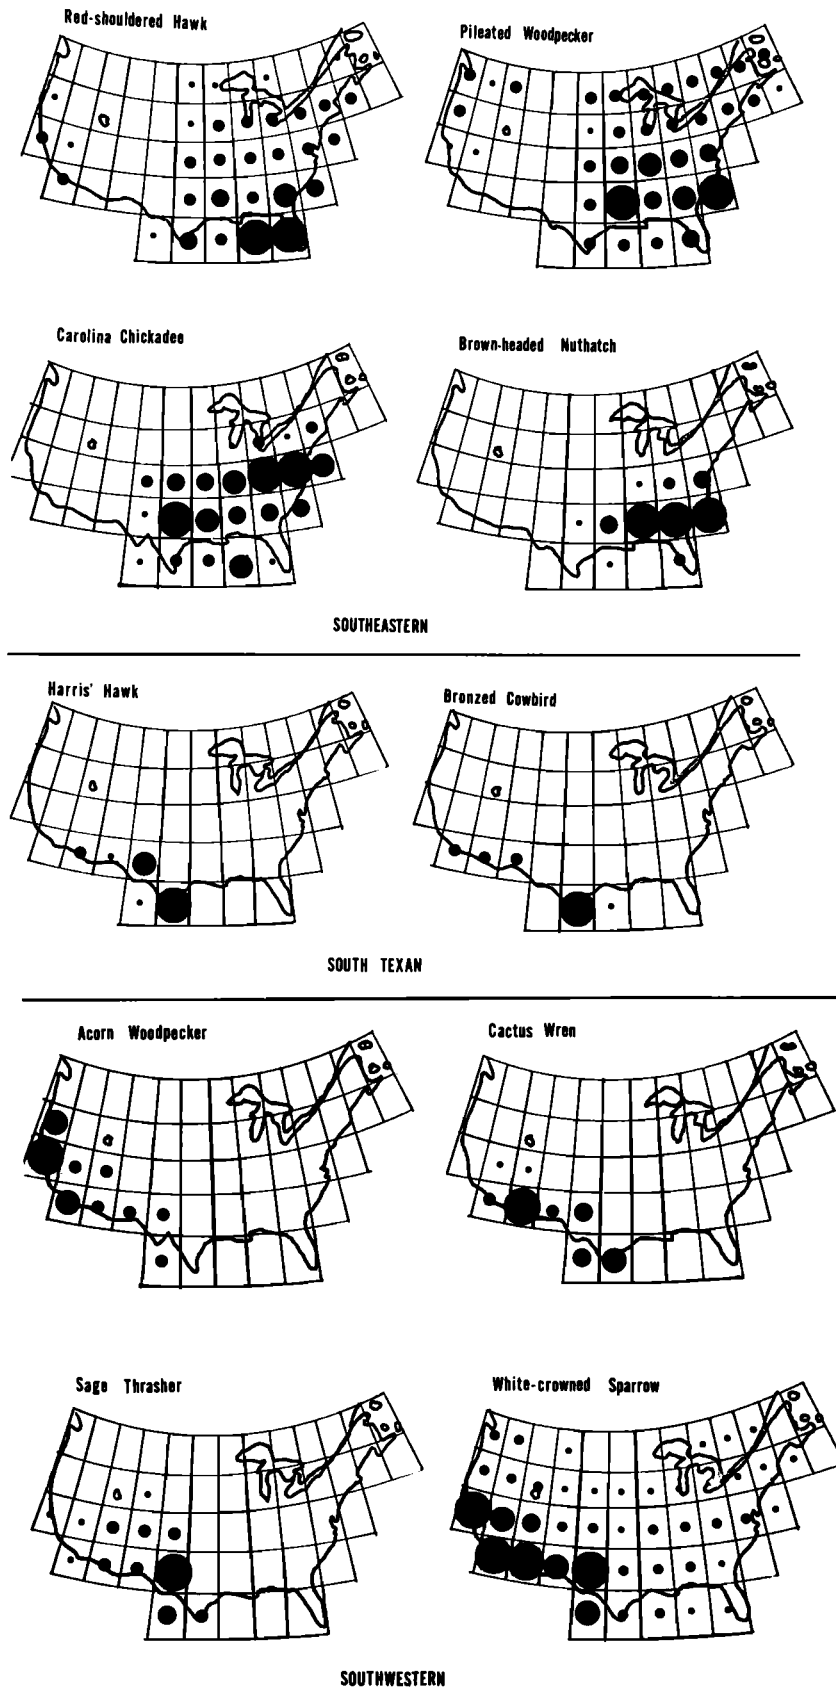 Red-shouldered Hawk
Pileated Woodpecker
Carolina Chickadee
Brown-headed Nuthatch
SOUTHEASTERN
Harris' Hawk
Bronzed Cowbird
SOUTH TEXAN
Acorn Woodpecker
Cactus Wren
Sage Thrasher
White-crowned Sparrow
SOUTHWESTERN